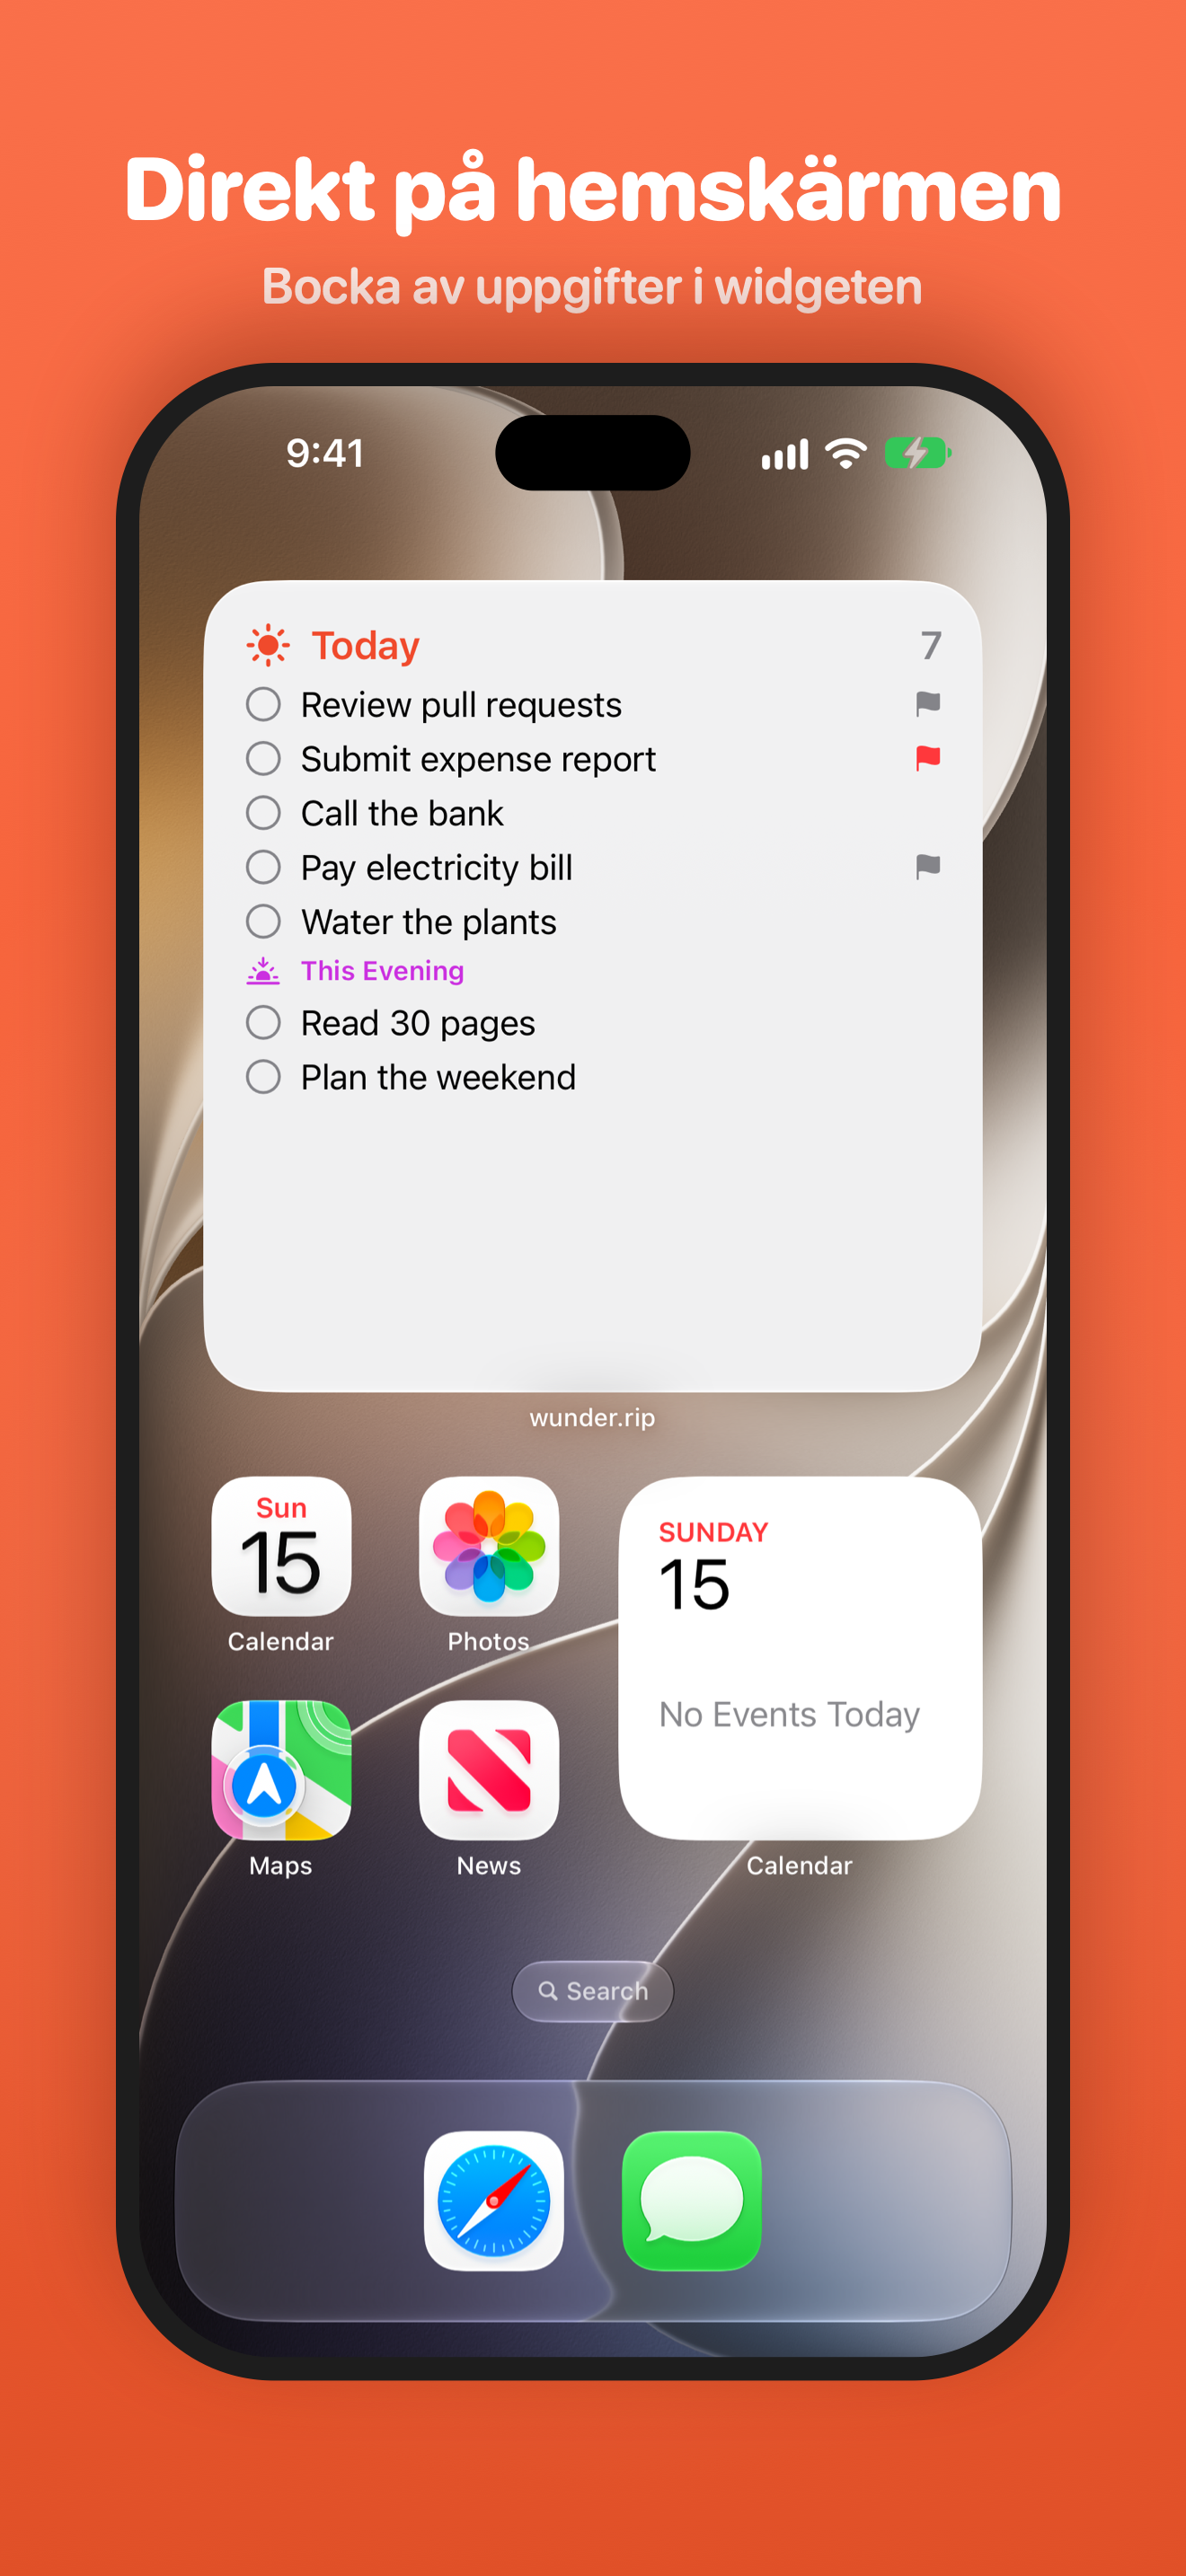 Direkt på hemskärmen
Bocka av uppgifter i widgeten
9:41
Today 7
Review pull requests
Submit expense report
Call the bank
Pay electricity bill
Water the plants
This Evening
Read 30 pages
Plan the weekend
wunder.rip
Sun
15
Calendar
Photos
SUNDAY
15
No Events Today
Maps
News
Calendar
Search